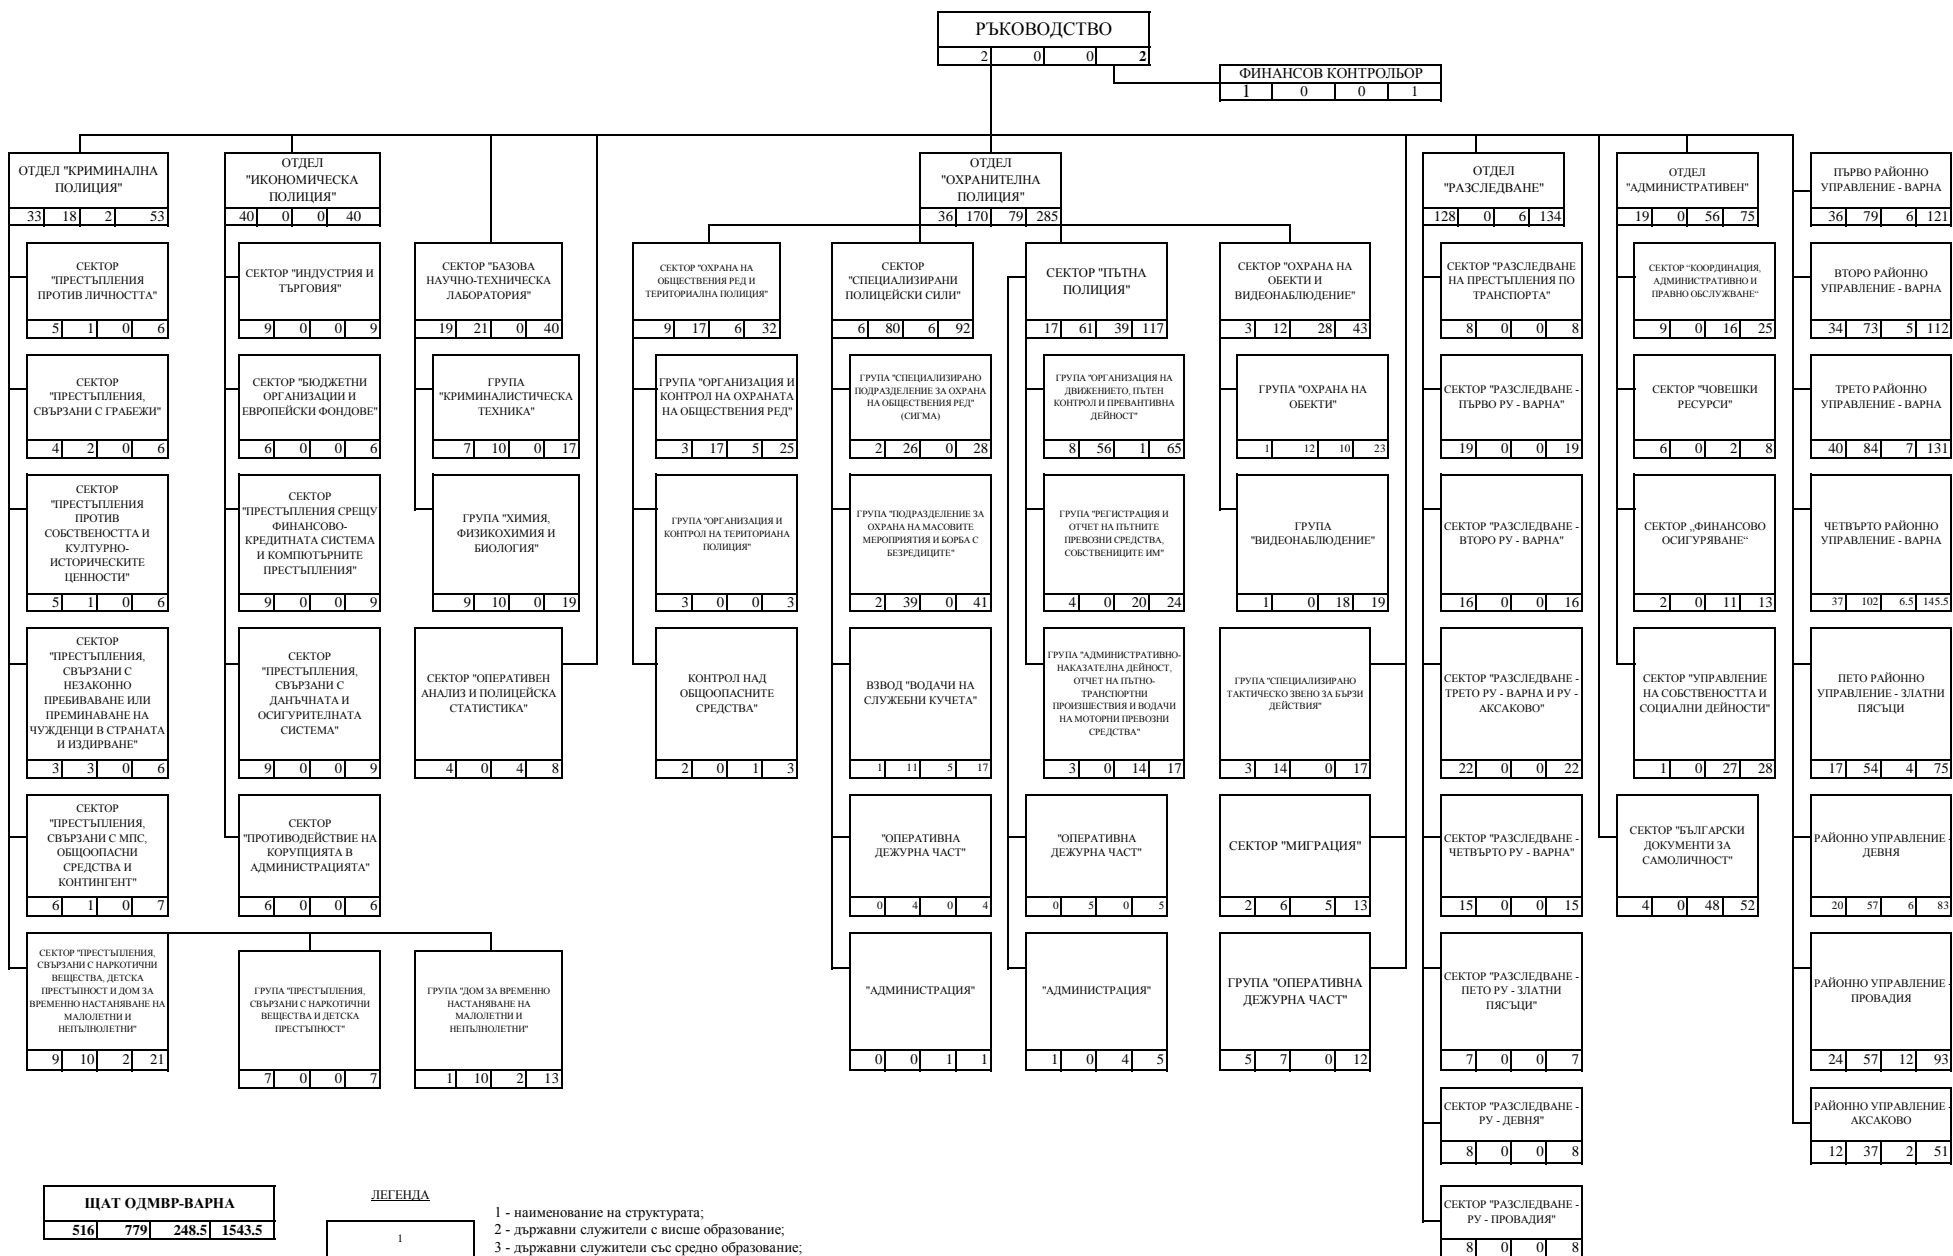 РЪКОВОДСТВО
2 0 0 2
ФИНАНСОВ КОНТРОЛЬОР
1 0 0 1
ОТДЕЛ "КРИМИНАЛНА
ПОЛИЦИЯ"
33 18 2 53
СЕКТОР
"ПРЕСТЪПЛЕНИЯ
ПРОТИВ ЛИЧНОСТТА"
5 1 0 6
СЕКТОР
"ПРЕСТЪПЛЕНИЯ,
СВЪРЗАНИ С ГРАБЕЖИ"
4 2 0 6
СЕКТОР
"ПРЕСТЪПЛЕНИЯ
ПРОТИВ
СОБСТВЕНОСТТА И
КУЛТУРНО-
ИСТОРИЧЕСКИТЕ
ЦЕННОСТИ"
5 1 0 6
СЕКТОР
"ПРЕСТЪПЛЕНИЯ,
СВЪРЗАНИ С
НЕЗАКОННО
ПРЕБИВАВАНЕ ИЛИ
ПРЕМИНАВАНЕ НА
ЧУЖДЕНЦИ В СТРАНАТА
И ИЗДИРВАНЕ"
3 3 0 6
СЕКТОР
"ПРЕСТЪПЛЕНИЯ,
СВЪРЗАНИ С МПС,
ОБЩООПАСНИ
СРЕДСТВА И
КОНТИНГЕНТ"
6 1 0 7
СЕКТОР "ПРЕСТЪПЛЕНИЯ,
СВЪРЗАНИ С НАРКОТИЧНИ
ВЕЩЕСТВА, ДЕТСКА
ПРЕСТЪПНОСТ И ДОМ ЗА
ВРЕМЕННО НАСТАНЯВАНЕ НА
МАЛОЛЕТНИ И
НЕПЪЛНОЛЕТНИ"
9 10 2 21
ГРУПА "ПРЕСТЪПЛЕНИЯ,
СВЪРЗАНИ С НАРКОТИЧНИ
ВЕЩЕСТВА И ДЕТСКА
ПРЕСТЪПНОСТ"
7 0 0 7
ГРУПА "ДОМ ЗА ВРЕМЕННО
НАСТАНЯВАНЕ НА
МАЛОЛЕТНИ И
НЕПЪЛНОЛЕТНИ"
1 10 2 13
ОТДЕЛ
"ИКОНОМИЧЕСКА
ПОЛИЦИЯ"
40 0 0 40
СЕКТОР "ИНДУСТРИЯ И
ТЪРГОВИЯ"
9 0 0 9
СЕКТОР "БЮДЖЕТНИ
ОРГАНИЗАЦИИ И
ЕВРОПЕЙСКИ ФОНДОВЕ"
6 0 0 6
СЕКТОР
"ПРЕСТЪПЛЕНИЯ СРЕЩУ
ФИНАНСОВО-
КРЕДИТНАТА СИСТЕМА
И КОМПЮТЪРНИТЕ
ПРЕСТЪПЛЕНИЯ"
9 0 0 9
СЕКТОР
"ПРЕСТЪПЛЕНИЯ,
СВЪРЗАНИ С
ДАНЪЧНАТА И
ОСИГУРИТЕЛНАТА
СИСТЕМА"
9 0 0 9
СЕКТОР
"ПРОТИВОДЕЙСТВИЕ НА
КОРУПЦИЯТА В
АДМИНИСТРАЦИЯТА"
6 0 0 6
СЕКТОР "БАЗОВА
НАУЧНО-ТЕХНИЧЕСКА
ЛАБОРАТОРИЯ"
19 21 0 40
ГРУПА
"КРИМИНАЛИСТИЧЕСКА
ТЕХНИКА"
7 10 0 17
ГРУПА "ХИМИЯ,
ФИЗИКОХИМИЯ И
БИОЛОГИЯ"
9 10 0 19
СЕКТОР "ОПЕРАТИВЕН
АНАЛИЗ И ПОЛИЦЕЙСКА
СТАТИСТИКА"
4 0 4 8
ОТДЕЛ
"ОХРАНИТЕЛНА
ПОЛИЦИЯ"
36 170 79 285
СЕКТОР "ОХРАНА НА
ОБЩЕСТВЕНИЯ РЕД И
ТЕРИТОРИАЛНА ПОЛИЦИЯ"
9 17 6 32
ГРУПА "ОРГАНИЗАЦИЯ И
КОНТРОЛ НА ОХРАНАТА
НА ОБЩЕСТВЕНИЯ РЕД"
3 17 5 25
ГРУПА "ОРГАНИЗАЦИЯ И
КОНТРОЛ НА ТЕРИТОРИАНА
ПОЛИЦИЯ"
3 0 0 3
КОНТРОЛ НАД
ОБЩООПАСНИТЕ
СРЕДСТВА"
2 0 1 3
СЕКТОР
"СПЕЦИАЛИЗИРАНИ
ПОЛИЦЕЙСКИ СИЛИ"
6 80 6 92
ГРУПА "СПЕЦИАЛИЗИРАНО
ПОДРАЗДЕЛЕНИЕ ЗА ОХРАНА
НА ОБЩЕСТВЕНИЯ РЕД"
(СИГМА)
2 26 0 28
ГРУПА "ПОДРАЗДЕЛЕНИЕ ЗА
ОХРАНА НА МАСОВИТЕ
МЕРОПРИЯТИЯ И БОРБА С
БЕЗРЕДИЦИТЕ"
2 39 0 41
ВЗВОД "ВОДАЧИ НА
СЛУЖЕБНИ КУЧЕТА"
1 11 5 17
"ОПЕРАТИВНА
ДЕЖУРНА ЧАСТ"
0 4 0 4
"АДМИНИСТРАЦИЯ"
0 0 1 1
СЕКТОР "ПЪТНА
ПОЛИЦИЯ"
17 61 39 117
ГРУПА "ОРГАНИЗАЦИЯ НА
ДВИЖЕНИЕТО, ПЪТЕН
КОНТРОЛ И ПРЕВАНТИВНА
ДЕЙНОСТ"
8 56 1 65
ГРУПА "РЕГИСТРАЦИЯ И
ОТЧЕТ НА ПЪТНИТЕ
ПРЕВОЗНИ СРЕДСТВА,
СОБСТВЕНИЦИТЕ ИМ"
4 0 20 24
ГРУПА "АДМИНИСТРАТИВНО-
НАКАЗАТЕЛНА ДЕЙНОСТ,
ОТЧЕТ НА ПЪТНО-
ТРАНСПОРТНИ
ПРОИЗШЕСТВИЯ И ВОДАЧИ
НА МОТОРНИ ПРЕВОЗНИ
СРЕДСТВА"
3 0 14 17
"ОПЕРАТИВНА
ДЕЖУРНА ЧАСТ"
0 5 0 5
"АДМИНИСТРАЦИЯ"
1 0 4 5
СЕКТОР "ОХРАНА НА
ОБЕКТИ И
ВИДЕОНАБЛЮДЕНИЕ"
3 12 28 43
ГРУПА "ОХРАНА НА
ОБЕКТИ"
1 12 10 23
ГРУПА
"ВИДЕОНАБЛЮДЕНИЕ"
1 0 18 19
ГРУПА "СПЕЦИАЛИЗИРАНО
ТАКТИЧЕСКО ЗВЕНО ЗА БЪРЗИ
ДЕЙСТВИЯ"
3 14 0 17
СЕКТОР "МИГРАЦИЯ"
2 6 5 13
ГРУПА "ОПЕРАТИВНА
ДЕЖУРНА ЧАСТ"
5 7 0 12
ОТДЕЛ
"РАЗСЛЕДВАНЕ"
128 0 6 134
СЕКТОР "РАЗСЛЕДВАНЕ
НА ПРЕСТЪПЛЕНИЯ ПО
ТРАНСПОРТА"
8 0 0 8
СЕКТОР "РАЗСЛЕДВАНЕ -
ПЪРВО РУ - ВАРНА"
19 0 0 19
СЕКТОР "РАЗСЛЕДВАНЕ -
ВТОРО РУ - ВАРНА"
16 0 0 16
СЕКТОР "РАЗСЛЕДВАНЕ -
ТРЕТО РУ - ВАРНА И РУ -
АКСАКОВО"
22 0 0 22
СЕКТОР "РАЗСЛЕДВАНЕ -
ЧЕТВЪРТО РУ - ВАРНА"
15 0 0 15
СЕКТОР "РАЗСЛЕДВАНЕ -
ПЕТО РУ - ЗЛАТНИ
ПЯСЪЦИ"
7 0 0 7
СЕКТОР "РАЗСЛЕДВАНЕ -
РУ - ДЕВНЯ"
8 0 0 8
СЕКТОР "РАЗСЛЕДВАНЕ -
РУ - ПРОВАДИЯ"
8 0 0 8
ОТДЕЛ
"АДМИНИСТРАТИВЕН"
19 0 56 75
СЕКТОР "КООРДИНАЦИЯ,
АДМИНИСТРАТИВНО И
ПРАВНО ОБСЛУЖВАНЕ“
9 0 16 25
СЕКТОР "ЧОВЕШКИ
РЕСУРСИ"
6 0 2 8
СЕКТОР „ФИНАНСОВО
ОСИГУРЯВАНЕ“
2 0 11 13
СЕКТОР "УПРАВЛЕНИЕ
НА СОБСТВЕНОСТТА И
СОЦИАЛНИ ДЕЙНОСТИ"
1 0 27 28
СЕКТОР "БЪЛГАРСКИ
ДОКУМЕНТИ ЗА
САМОЛИЧНОСТ"
4 0 48 52
ПЪРВО РАЙОННО
УПРАВЛЕНИЕ - ВАРНА
36 79 6 121
ВТОРО РАЙОННО
УПРАВЛЕНИЕ - ВАРНА
34 73 5 112
ТРЕТО РАЙОННО
УПРАВЛЕНИЕ - ВАРНА
40 84 7 131
ЧЕТВЪРТО РАЙОННО
УПРАВЛЕНИЕ - ВАРНА
37 102 6.5 145.5
ПЕТО РАЙОННО
УПРАВЛЕНИЕ - ЗЛАТНИ
ПЯСЪЦИ
17 54 4 75
РАЙОННО УПРАВЛЕНИЕ -
ДЕВНЯ
20 57 6 83
РАЙОННО УПРАВЛЕНИЕ -
ПРОВАДИЯ
24 57 12 93
РАЙОННО УПРАВЛЕНИЕ -
АКСАКОВО
12 37 2 51
ЩАТ ОДМВР-ВАРНА
516 779 248.5 1543.5
ЛЕГЕНДА
1
1 - наименование на структурата;
2 - държавни служители с висше образование;
3 - държавни служители със средно образование;